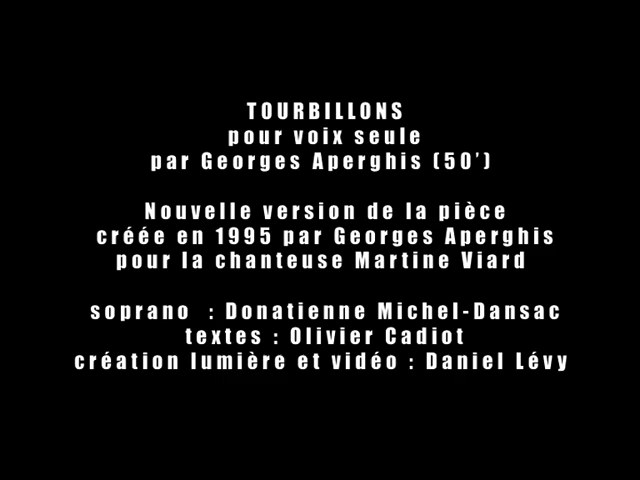 TOURBILLONS
pour voix seule
par Georges Aperghis (50’)
Nouvelle version de la pièce
créée en 1995 par Georges Aperghis
pour la chanteuse Martine Viard
soprano : Donatienne Michel-Dansac
textes : Olivier Cadiot
création lumière et vidéo : Daniel Lévy